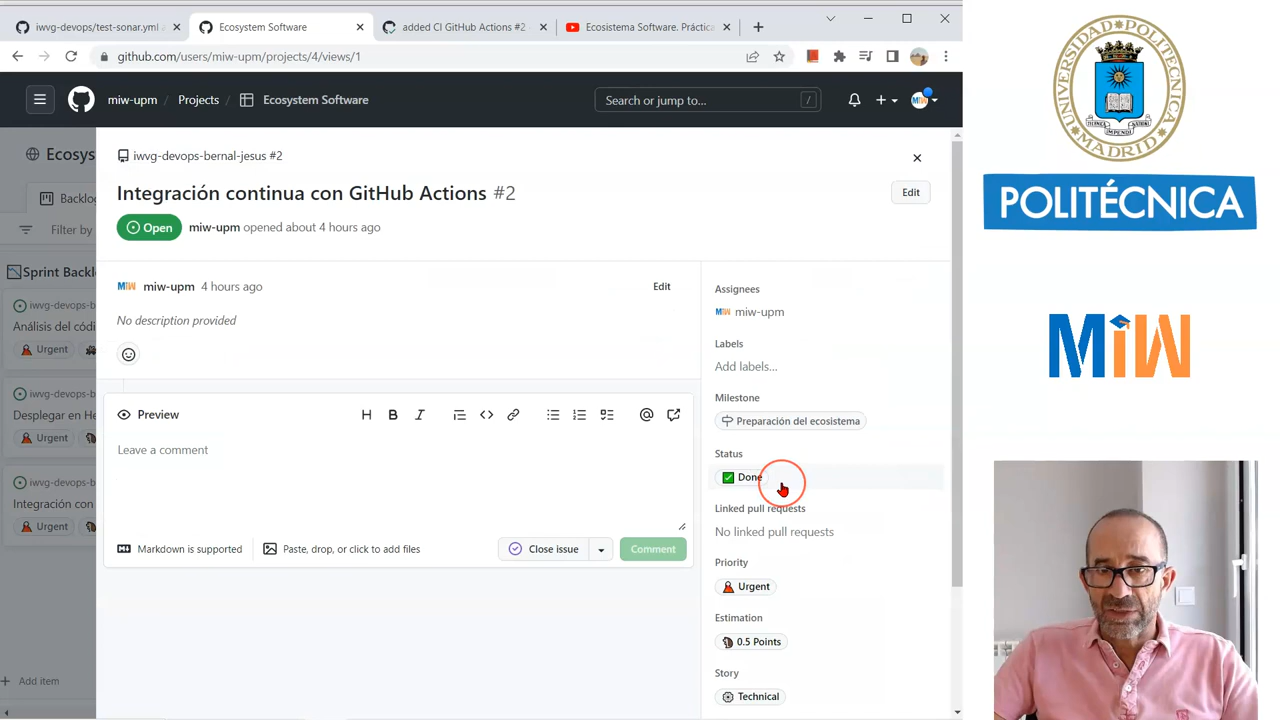 iwvg-devops/test-sonar.yml a
Ecosystem Software
added CI GitHub Actions #2
Ecosistema Software. Práctica
github.com/users/miw-upm/projects/4/views/1
miw-upm / Projects / Ecosystem Software
Search or jump to... /
Ecosys
iwvg-devops-bernal-jesus #2
Integración continua con GitHub Actions #2
Edit
Backlog
Open miw-upm opened about 4 hours ago
Filter by
Sprint Backl
miw-upm 4 hours ago Edit
Assignees
miw-upm
iwvg-devops-b
No description provided
Análisis del códi
Urgent
Labels
Add labels...
Milestone
Preparación del ecosistema
iwvg-devops-b
Desplegar en He
Urgent
Preview
Leave a comment
Status
Done
iwvg-devops-b
Integración con
Urgent
Linked pull requests
No linked pull requests
Markdown is supported Paste, drop, or click to add files Close issue Comment
Priority
Urgent
Estimation
0.5 Points
Story
Technical
Add item
UNIVERSIDAD POLITÉCNICA
MADRID
POLITÉCNICA
MiW